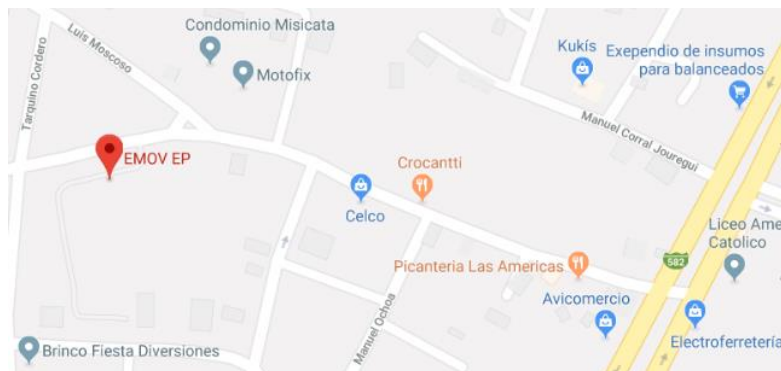 Condominio Misicata
Luis Moscoso
Motofix
Tarquino Cordero
EMOV EP
Kukís
Exependio de insumos
para balanceados
Manuel Corral Jouregui
Crocantti
Celco
Liceo Ame
Catolico
582
Picanteria Las Americas
Avicomercio
Manuel Ochoa
Electroferretería
Brinco Fiesta Diversiones